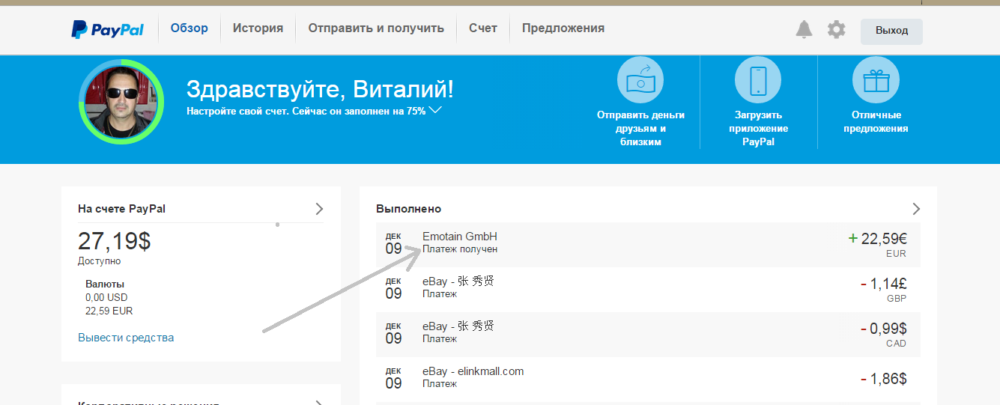 PayPal Обзор История Отправить и получить Счет Предложения Выход
Здравствуйте, Виталий!
Настройте свой счет. Сейчас он заполнен на 75%
Отправить деньги
друзьям и
близким
Загрузить
приложение
PayPal
Отличные
предложения
На счете PayPal
27,19$
Доступно
Валюты
0,00 USD
22,59 EUR
Вывести средства
Выполнено
ДЕК
09
Emotain GmbH
Платеж получен
+ 22,59€
EUR
ДЕК
09
eBay - 张 秀贤
Платеж
- 1,14£
GBP
ДЕК
09
eBay - 张 秀贤
Платеж
- 0,99$
CAD
ДЕК
09
eBay - elinkmall.com
Платеж
- 1,86$